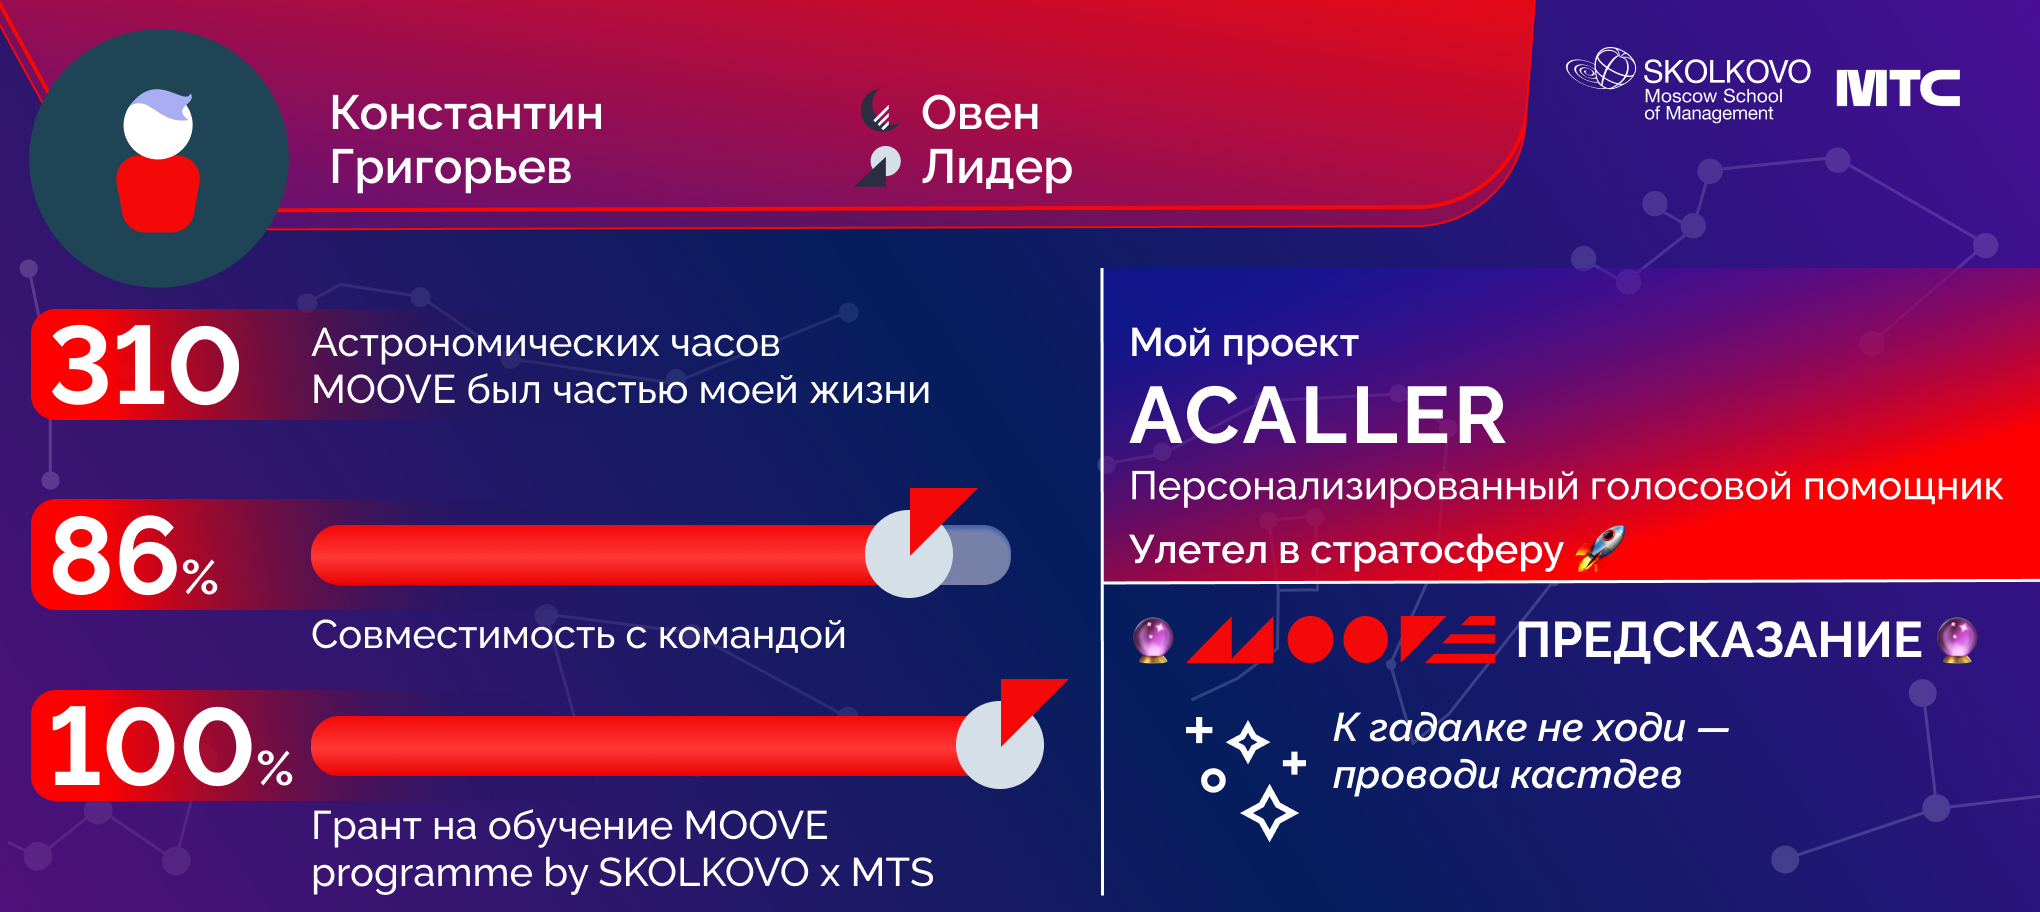 Константин
Григорьев
Овен
Лидер
SKOLKOVO
Moscow School
of Management
МТС
310
Астрономических часов
MOOVE был частью моей жизни
86%
Совместимость с командой
100%
Грант на обучение MOOVE
programme by SKOLKOVO x MTS
Мой проект
ACALLER
Персонализированный голосовой помощник
Улетел в стратосферу 🚀
🔮 MOOVE ПРЕДСКАЗАНИЕ 🔮
К гадалке не ходи —
проводи кастдев